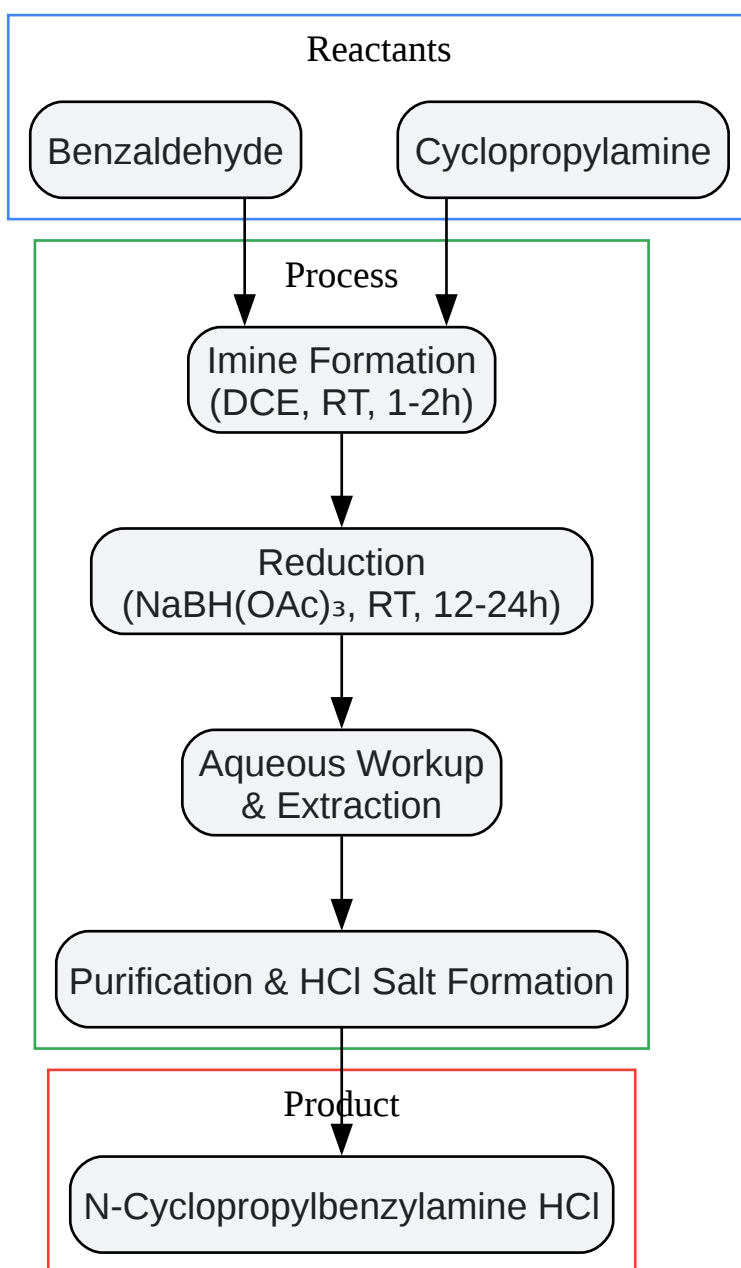 Reactants
Benzaldehyde
Cyclopropylamine
Process
Imine Formation
(DCE, RT, 1-2h)
Reduction
(NaBH(OAc)₃, RT, 12-24h)
Aqueous Workup
& Extraction
Purification & HCl Salt Formation
Product
N-Cyclopropylbenzylamine HCl